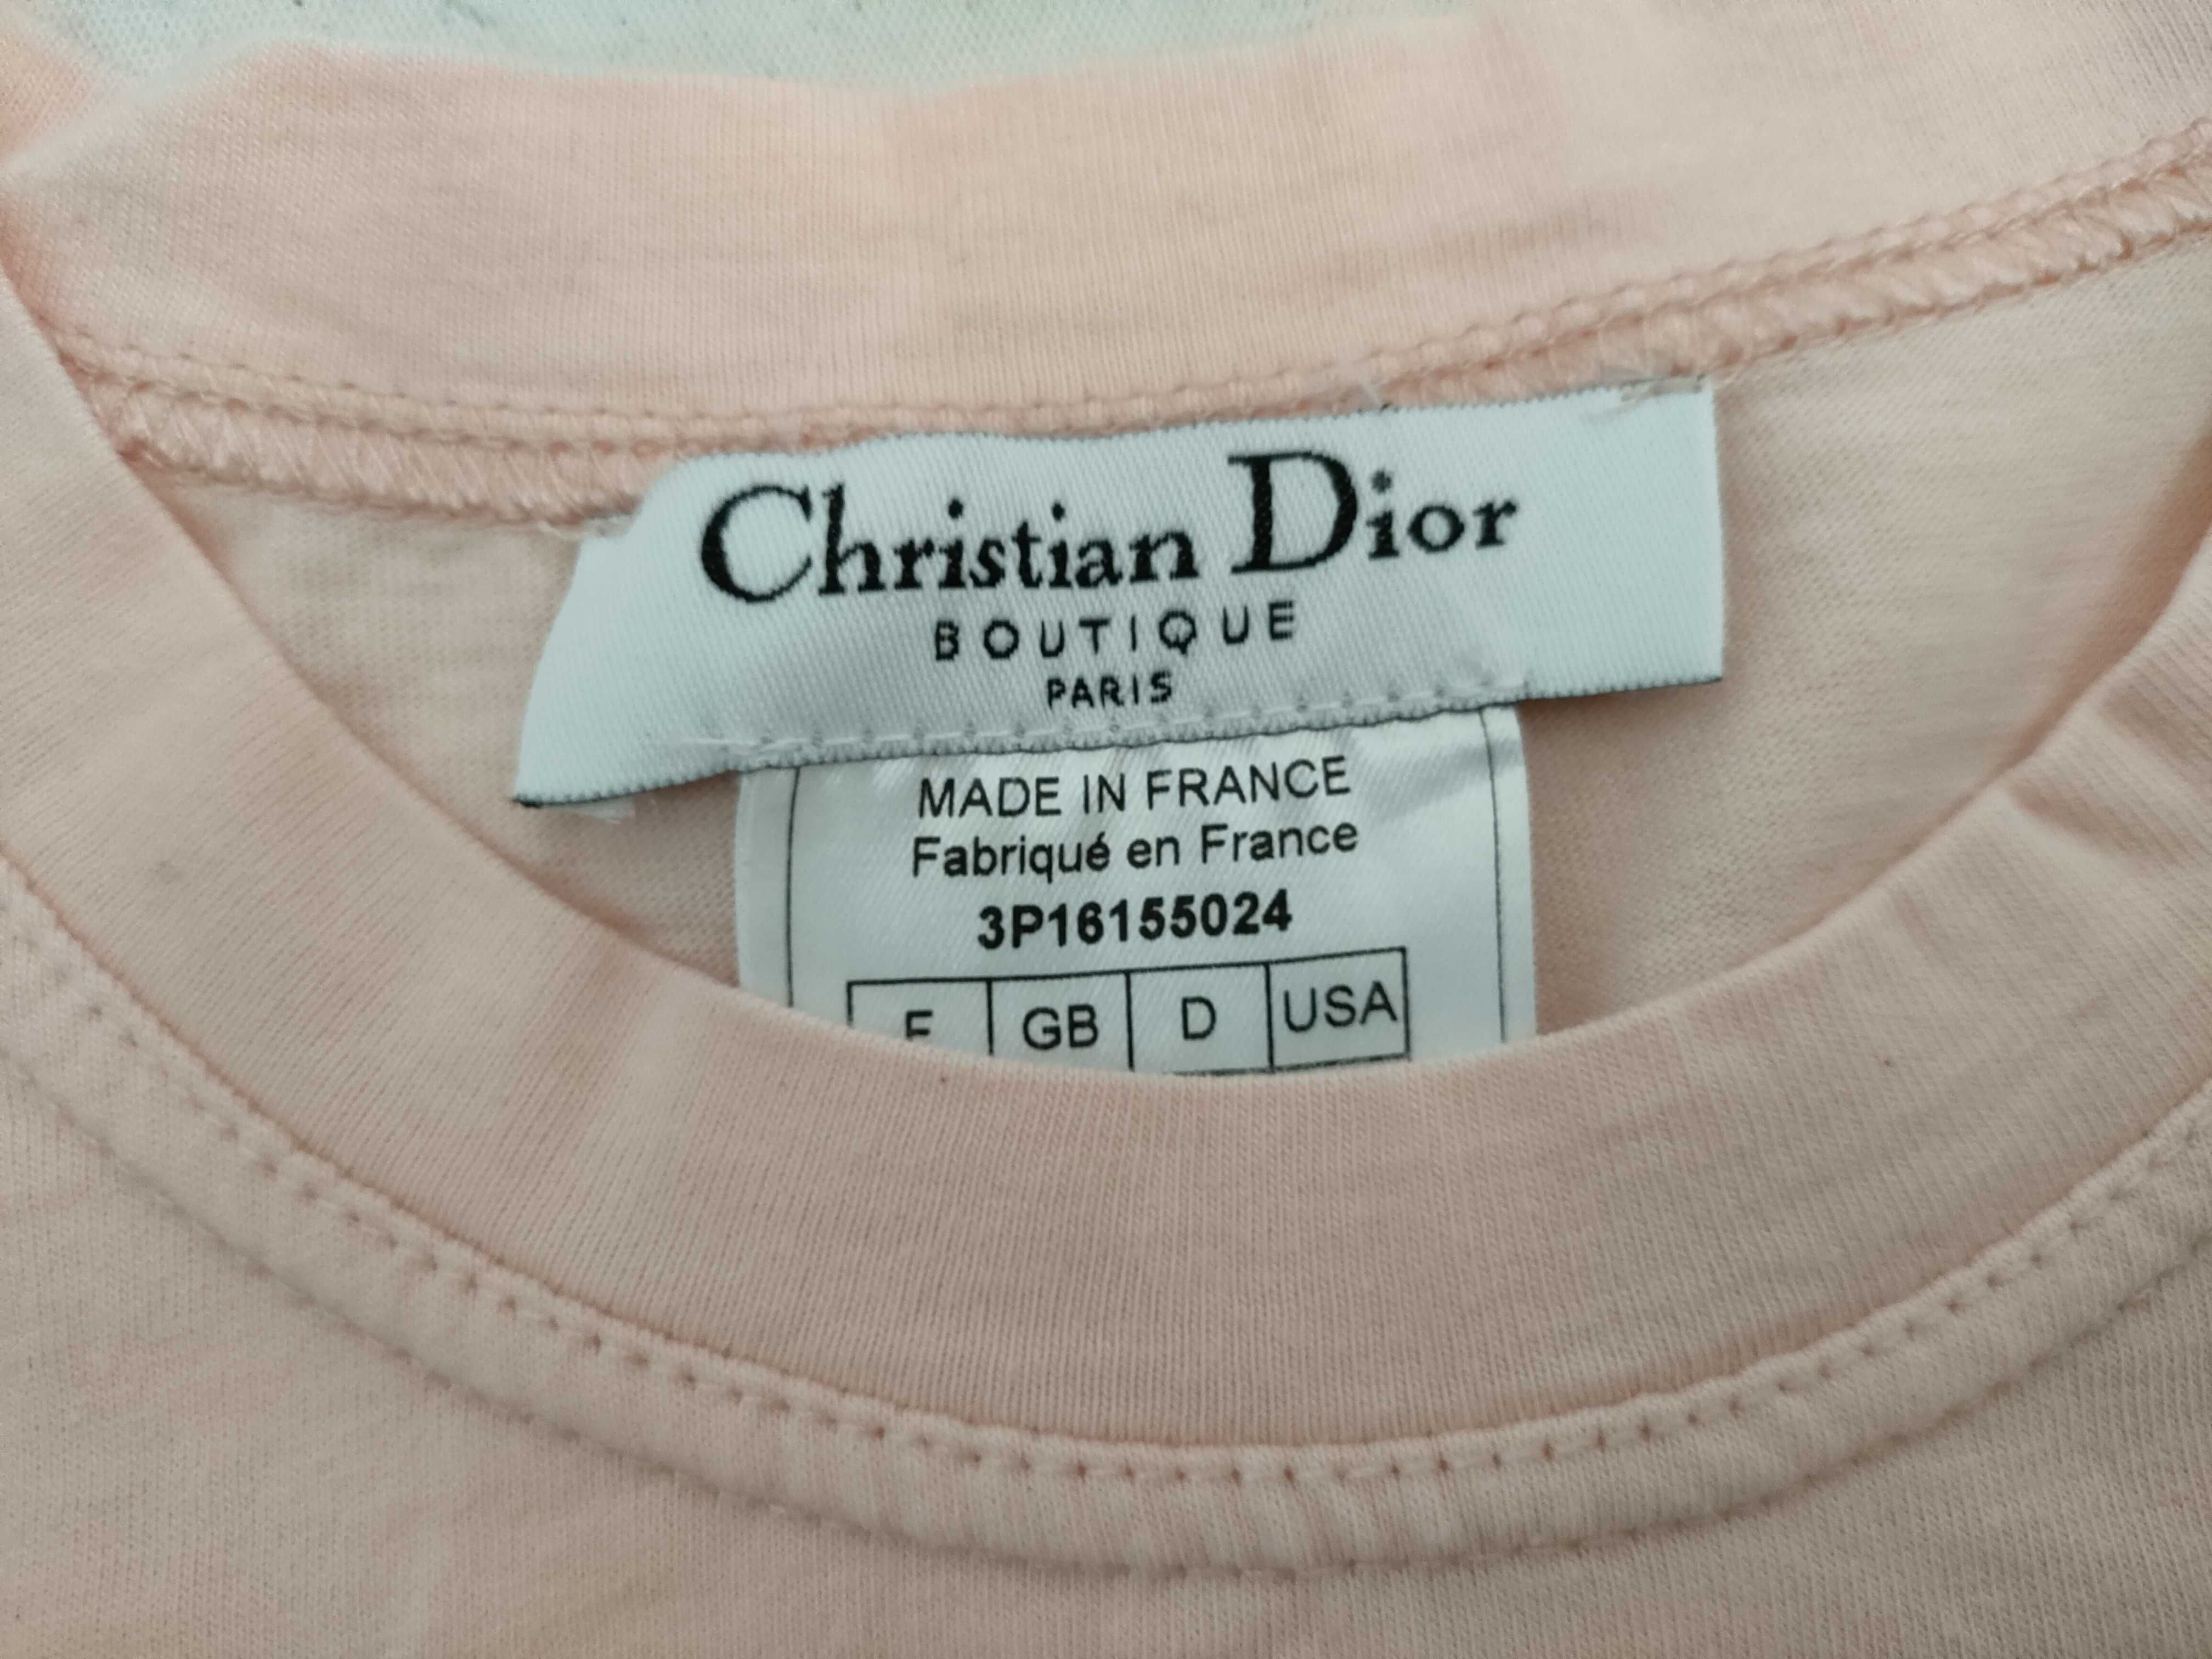 Christian Dior
BOUTIQUE
PARIS
MADE IN FRANCE
Fabriqué en France
3P16155024
F GB D USA